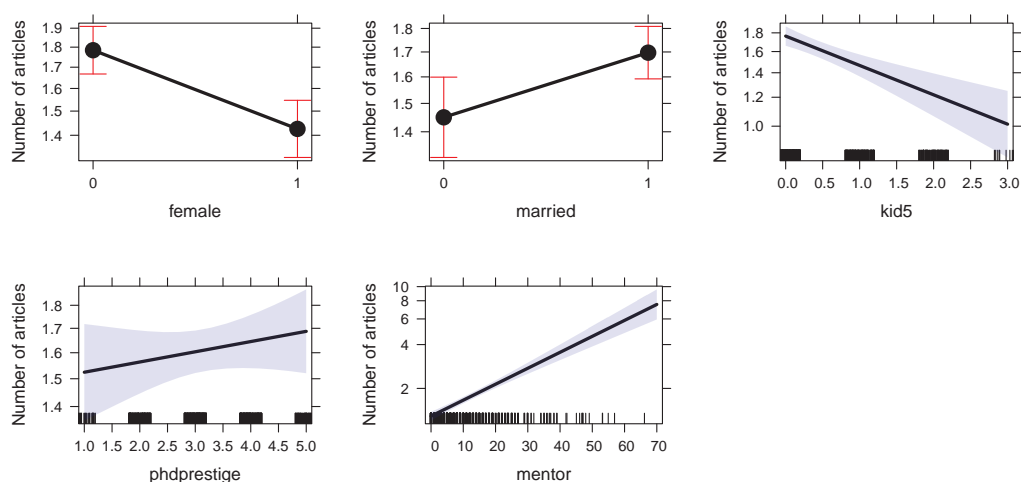 Number of articles
1.9
1.8
1.7
1.6
1.5
1.4
0
1
female
Number of articles
1.8
1.7
1.6
1.5
1.4
0
1
married
Number of articles
1.8
1.6
1.4
1.2
1.0
0.0 0.5 1.0 1.5 2.0 2.5 3.0
kid5
Number of articles
1.8
1.7
1.6
1.5
1.4
1.0 1.5 2.0 2.5 3.0 3.5 4.0 4.5 5.0
phdprestige
Number of articles
10
8
6
4
2
0 10 20 30 40 50 60 70
mentor